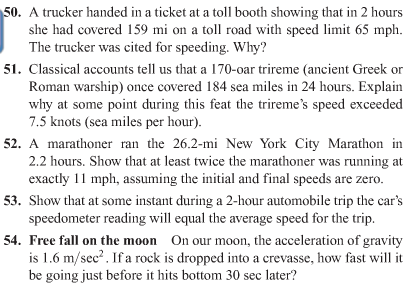 50. A trucker handed in a ticket at a toll booth showing that in 2 hours
she had covered 159 mi on a toll road with speed limit 65 mph.
The trucker was cited for speeding. Why?
51. Classical accounts tell us that a 170-oar trireme (ancient Greek or
Roman warship) once covered 184 sea miles in 24 hours. Explain
why at some point during this feat the trireme's speed exceeded
7.5 knots (sea miles per hour).
52. A marathoner ran the 26.2-mi New York City Marathon in
2.2 hours. Show that at least twice the marathoner was running at
exactly 11 mph, assuming the initial and final speeds are zero.
53. Show that at some instant during a 2-hour automobile trip the car's
speedometer reading will equal the average speed for the trip.
54. Free fall on the moon On our moon, the acceleration of gravity
is 1.6 m/sec². If a rock is dropped into a crevasse, how fast will it
be going just before it hits bottom 30 sec later?